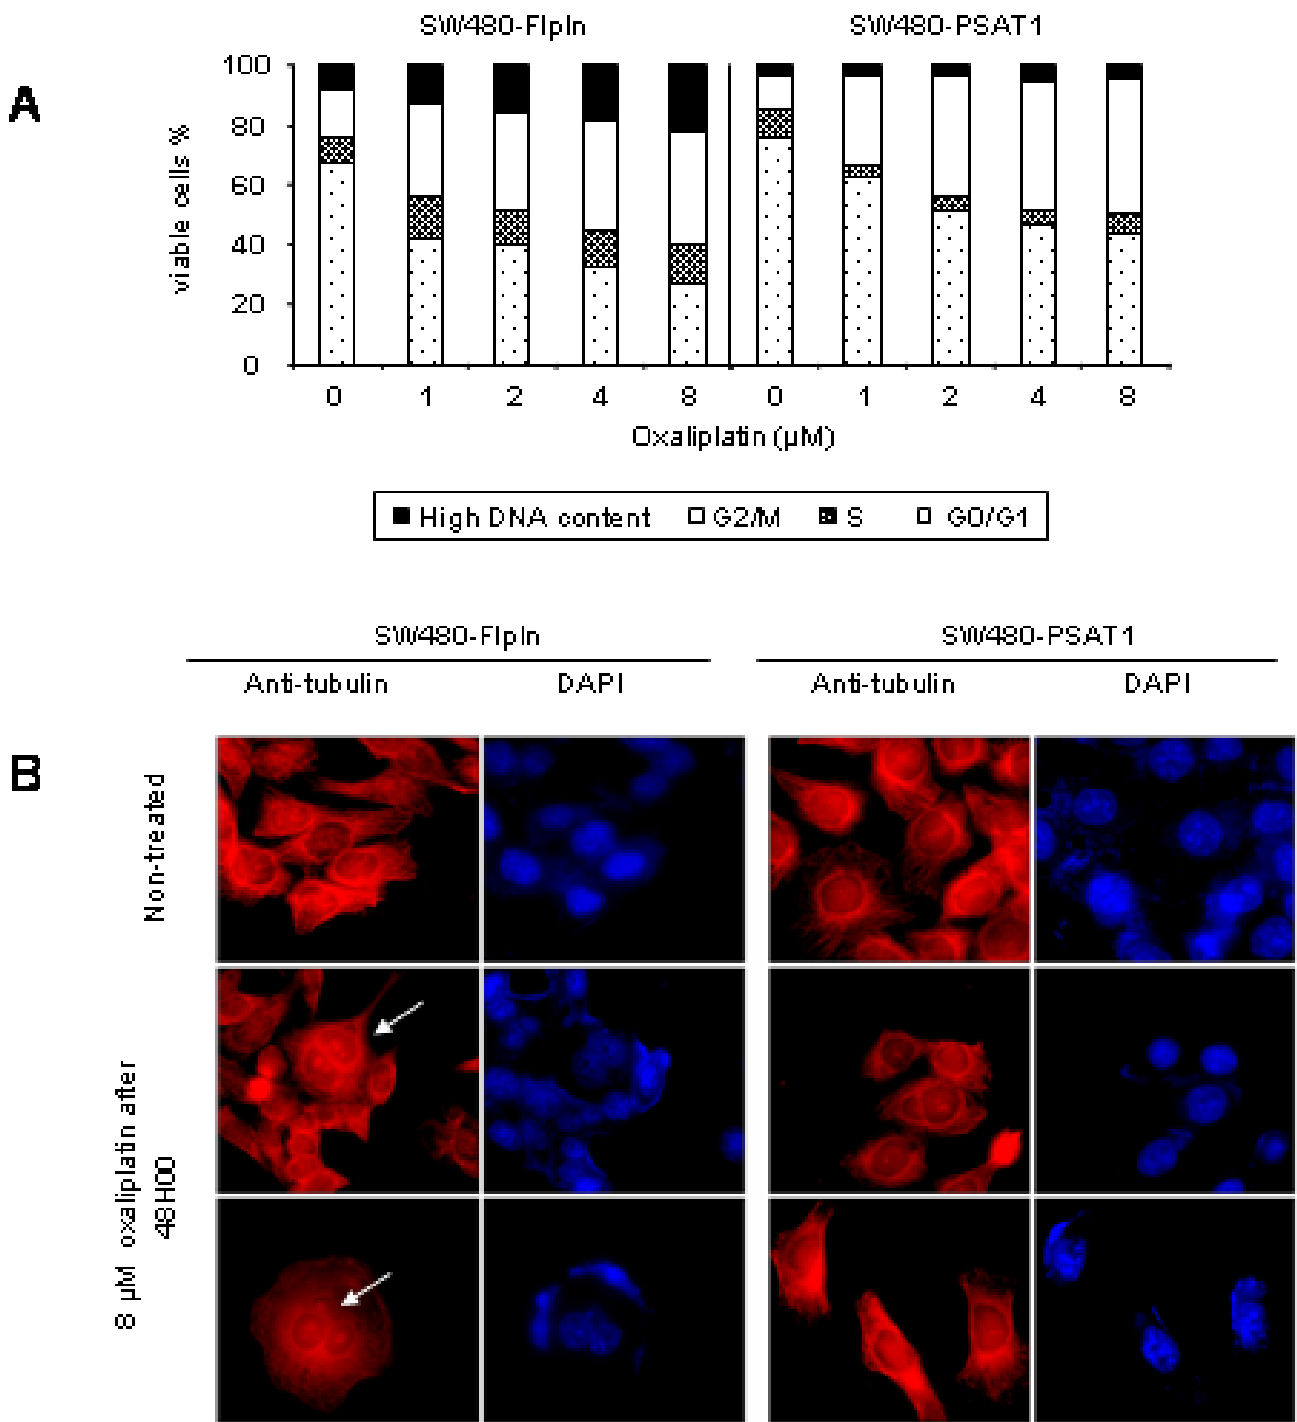 A
SW480-FlpIn SW480-PSAT1
viable cells %
100
80
60
40
20
0
0 1 2 4 8 0 1 2 4 8
Oxaliplatin (µM)
High DNA content G2/M S G0/G1
B
SW480-FlpIn SW480-PSAT1
Anti-tubulin DAPI Anti-tubulin DAPI
Non-treated
8 µM oxaliplatin after
48H00